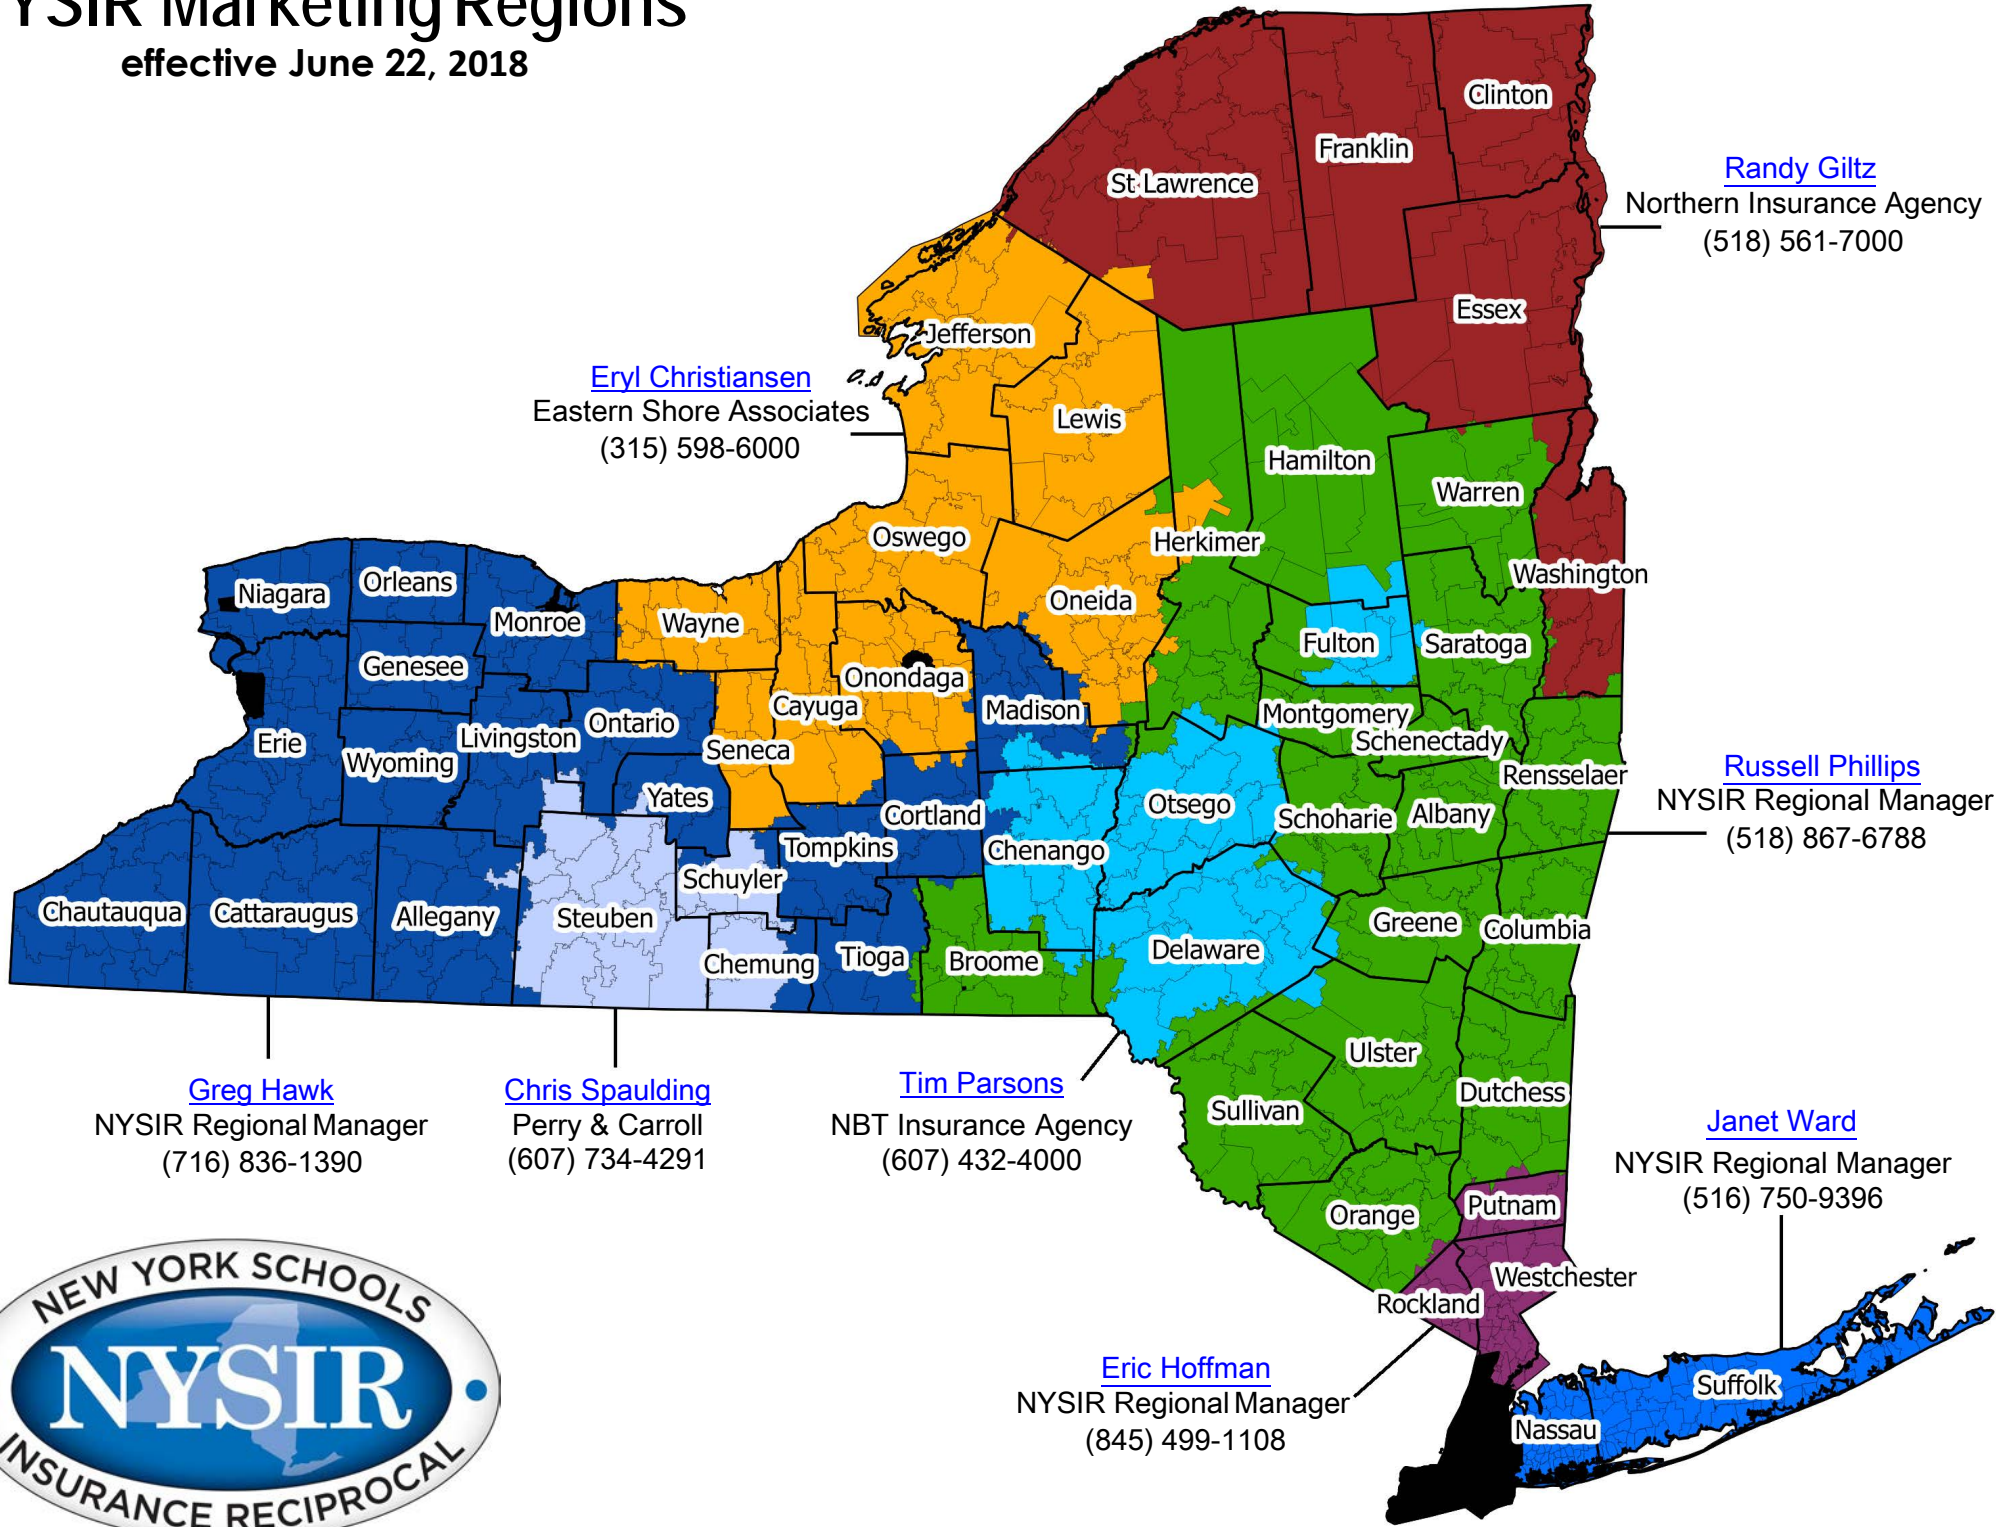 YSIR Marketing Regions
effective June 22, 2018
Clinton
Franklin
St Lawrence
Randy Giltz
Northern Insurance Agency
(518) 561-7000
Essex
Jefferson
Eryl Christiansen
Eastern Shore Associates
(315) 598-6000
Lewis
Hamilton
Warren
Oswego
Herkimer
Washington
Niagara
Orleans
Monroe
Wayne
Oneida
Genesee
Fulton
Saratoga
Onondaga
Cayuga
Madison
Montgomery
Schenectady
Erie
Wyoming
Livingston
Ontario
Seneca
Rensselaer
Russell Phillips
NYSIR Regional Manager
(518) 867-6788
Yates
Cortland
Otsego
Schoharie
Albany
Tompkins
Chenango
Schuyler
Chautauqua
Cattaraugus
Allegany
Steuben
Chemung
Tioga
Broome
Delaware
Greene
Columbia
Ulster
Dutchess
Sullivan
Greg Hawk
NYSIR Regional Manager
(716) 836-1390
Chris Spaulding
Perry & Carroll
(607) 734-4291
Tim Parsons
NBT Insurance Agency
(607) 432-4000
Janet Ward
NYSIR Regional Manager
(516) 750-9396
Orange
Putnam
Westchester
Rockland
Eric Hoffman
NYSIR Regional Manager
(845) 499-1108
Suffolk
Nassau
NEW YORK SCHOOLS
NYSIR
INSURANCE RECIPROCAL